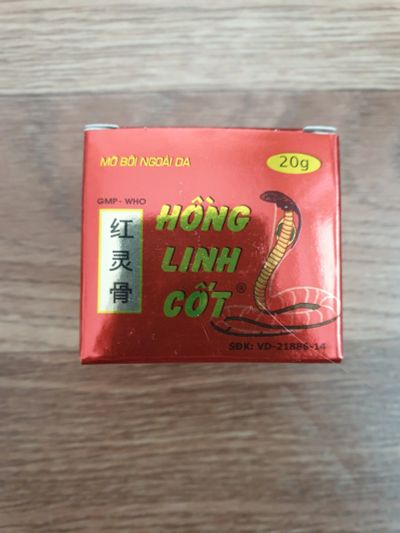 MỠ BÔI NGOÀI DA
20g
GMP - WHO
红灵骨
HỒNG
LINH
CỐT®
SĐK: VD-21886-14